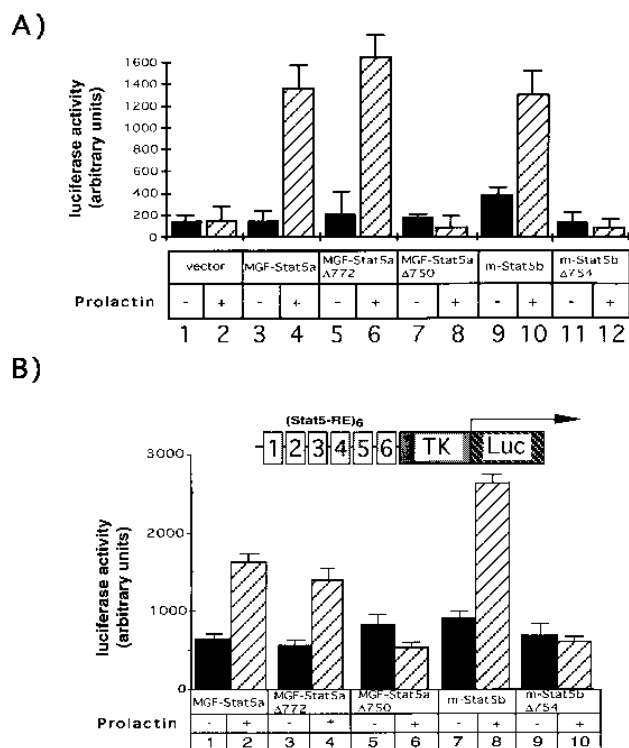 A)
luciferase activity
(arbitrary units)
1600
1400
1200
1000
800
600
400
200
0
vector MGF-Stat5a MGF-Stat5a Δ772 MGF-Stat5a Δ750 m-Stat5b m-Stat5b Δ754
Prolactin - + - + - + - + - + - +
1 2 3 4 5 6 7 8 9 10 11 12
B)
(Stat5-RE)6
1 2 3 4 5 6 TK Luc
luciferase activity
(arbitrary units)
3000
2000
1000
0
MGF-Stat5a MGF-Stat5a Δ772 MGF-Stat5a Δ750 m-Stat5b m-Stat5b Δ754
Prolactin - + - + - + - + - +
1 2 3 4 5 6 7 8 9 10